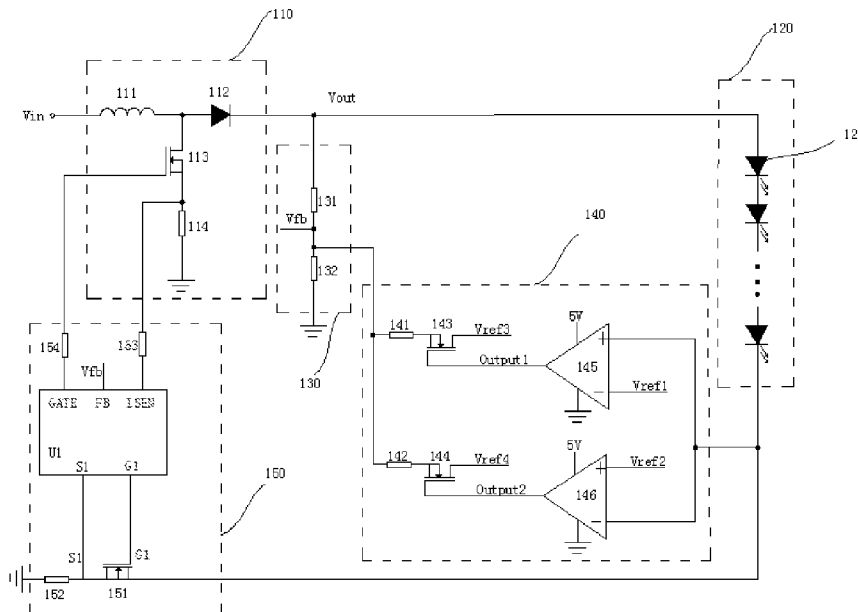 110
120
111
112
Vout
Vin
113
12
131
114
Vfb
140
132
141
143
Vref3
5V
154
153
130
Output1
145
Vfb
Vref1
GATE FB ISEN
U1
142
144
Vref4
5V
Vref2
S1 G1
150
Output2
146
S1
G1
152
151